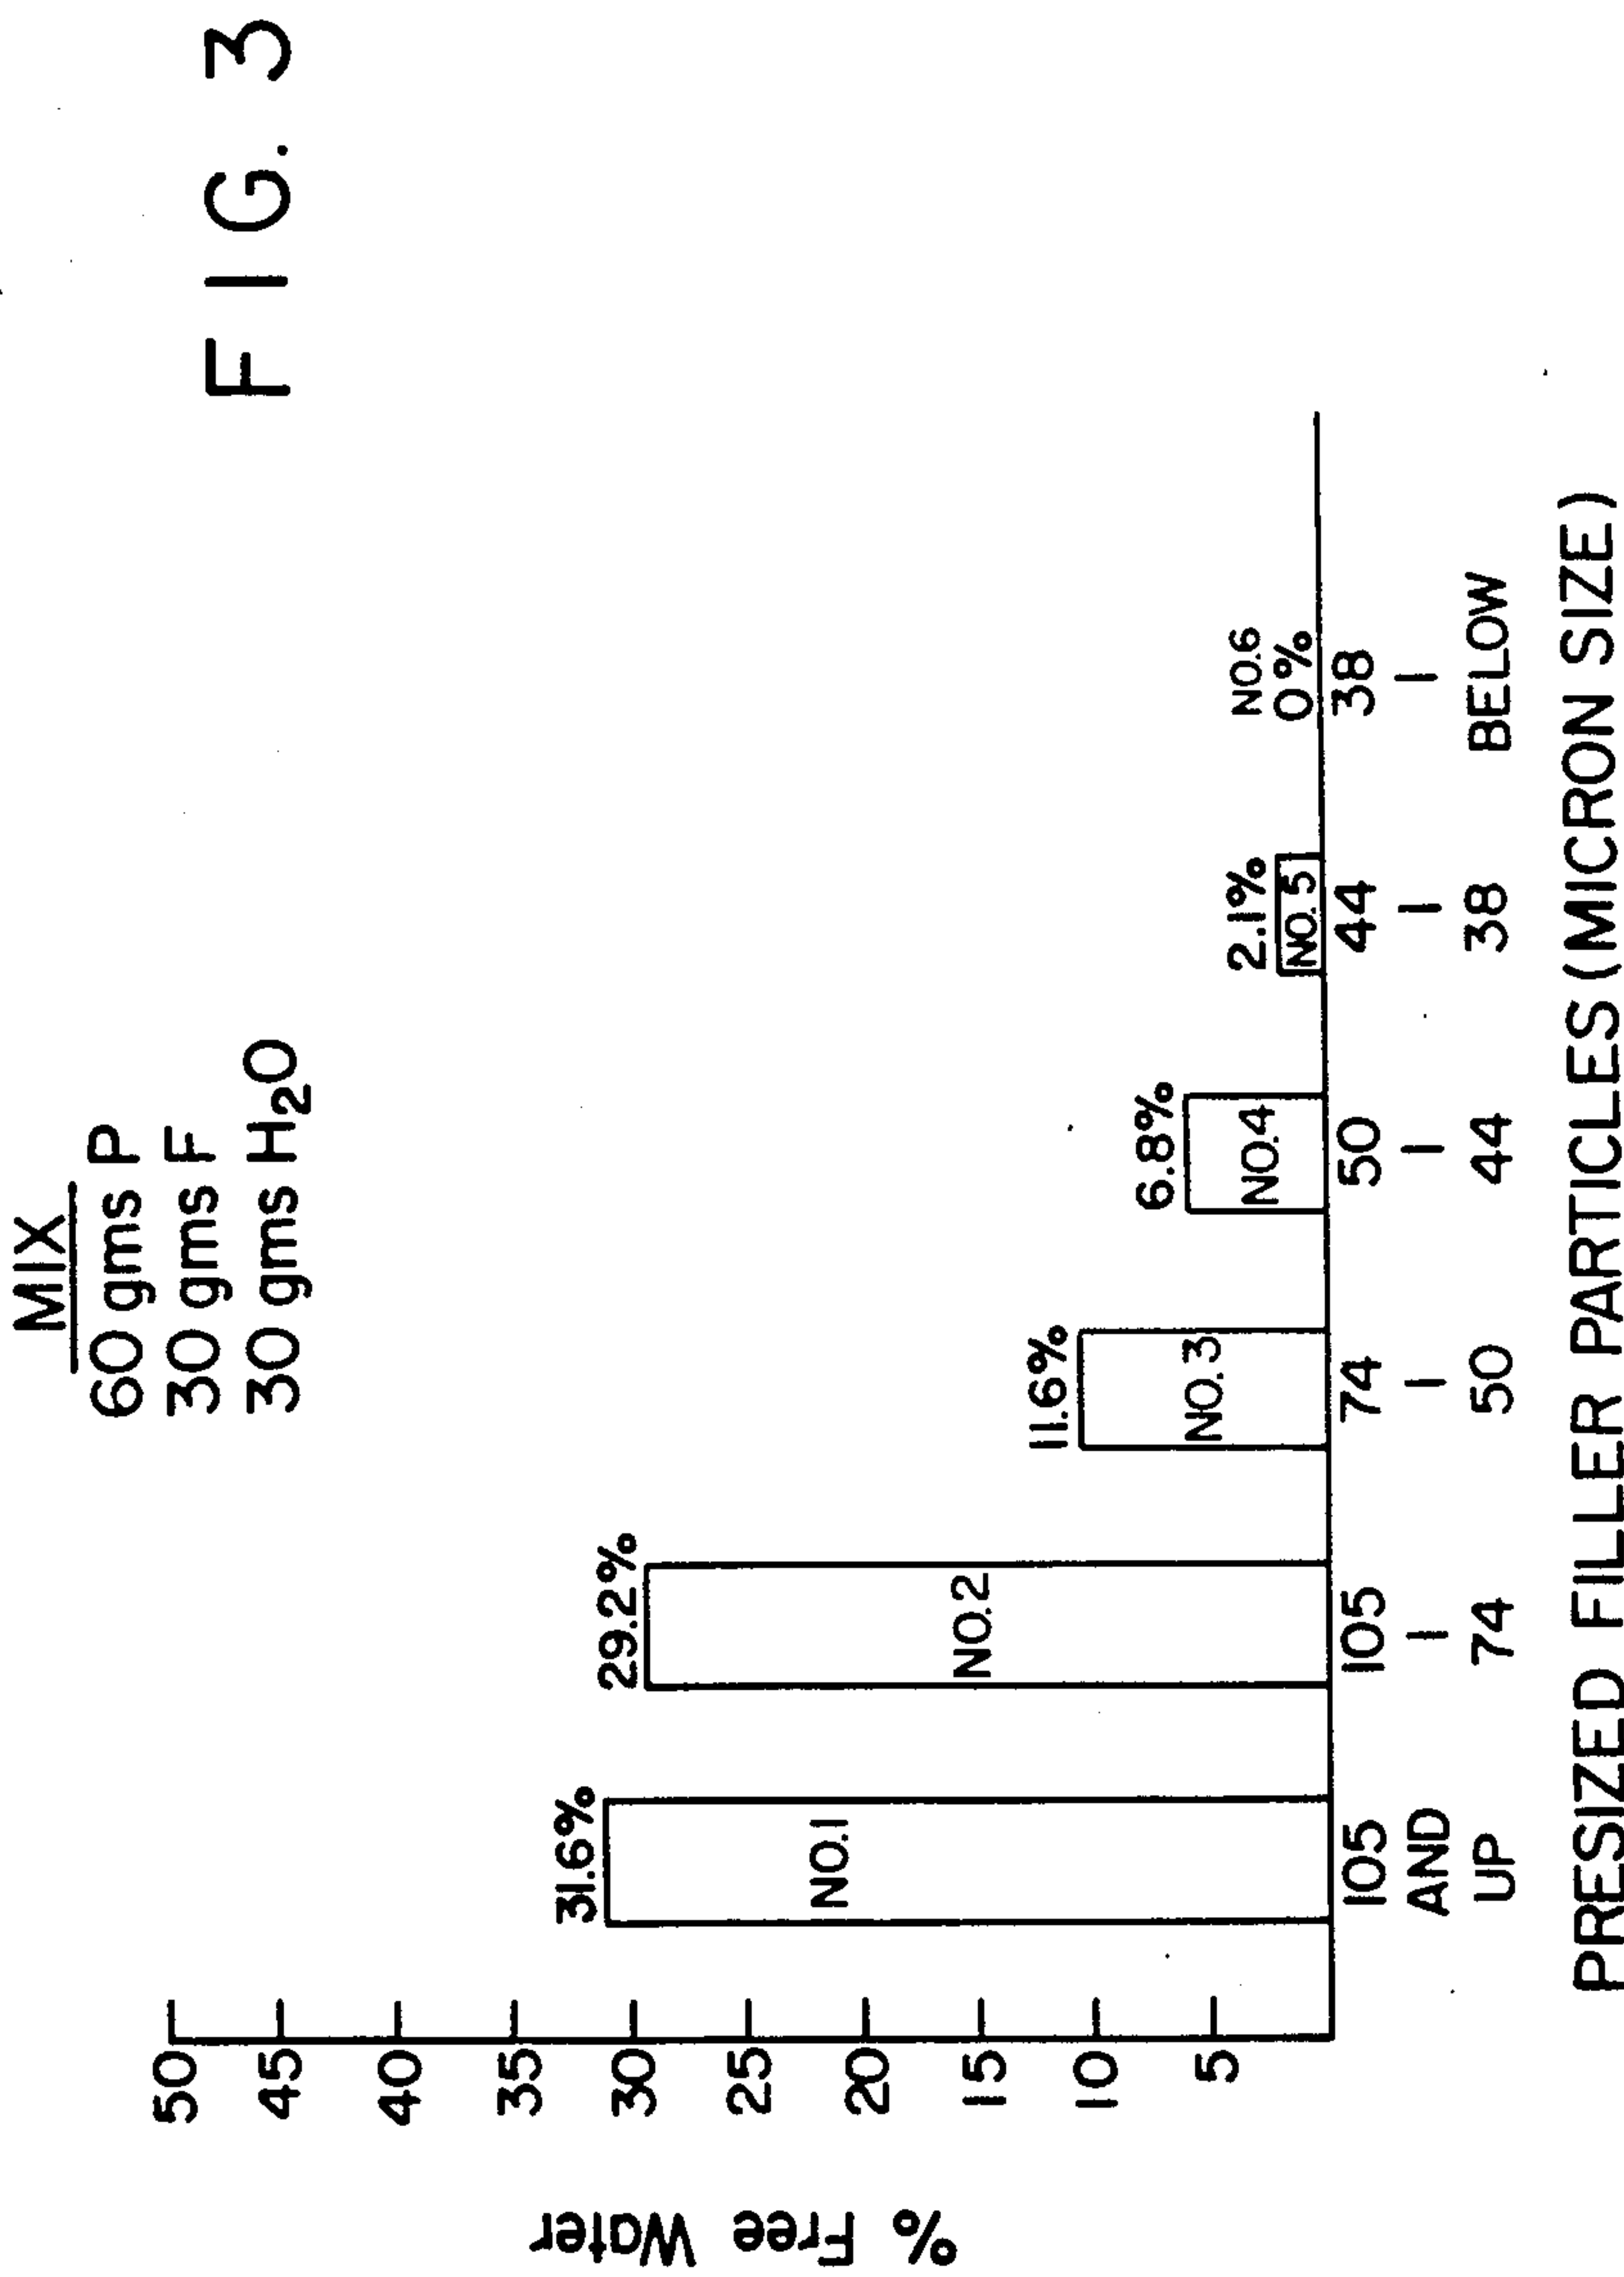 FIG. 3
MIX
60 gms P
30 gms F
30 gms H₂O
% Free Water
50
45
40
35
30
25
20
15
10
5
31.6%
NO.1
29.2%
NO.2
11.6%
NO.3
6.8%
NO.4
2.1%
NO.5
NO.6
0%
105 AND UP
105 | 74
74 | 50
50 | 44
44 | 38
38 | BELOW
PRESIZED FILLER PARTICLES (MICRON SIZE)